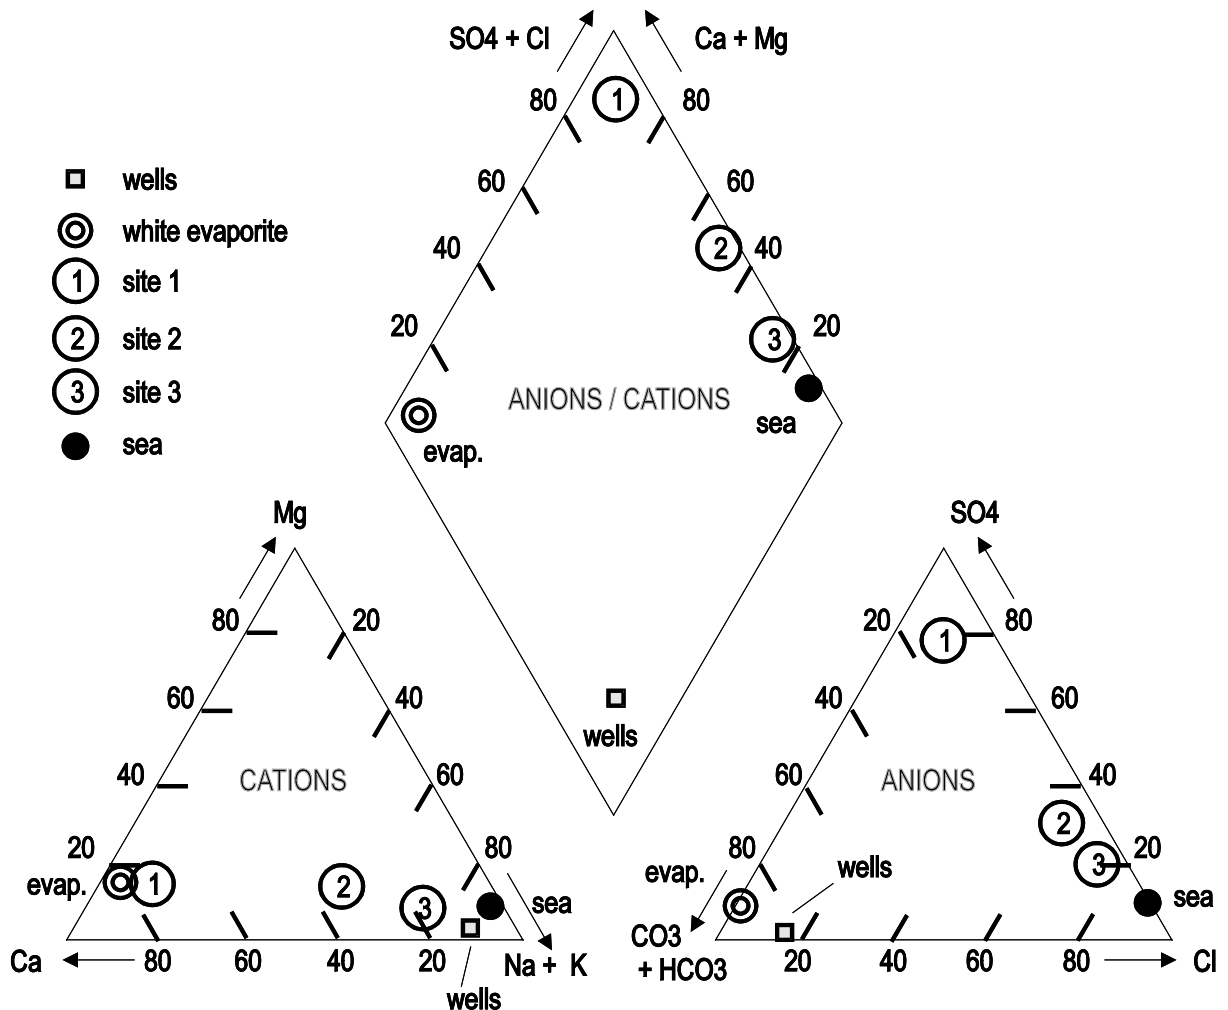 SO4 + Cl
Ca + Mg
80
1
80
60
60
40
2
40
20
3
20
ANIONS / CATIONS
sea
evap.
wells
wells
white evaporite
1 site 1
2 site 2
3 site 3
sea
Mg
80
20
60
40
40
CATIONS
60
20
80
evap.
1
2
3
sea
Ca
80
60
40
20
Na + K
wells
SO4
20
1
80
40
60
60
ANIONS
40
2
80
3
20
evap.
wells
sea
CO3
+ HCO3
20
40
60
80
Cl